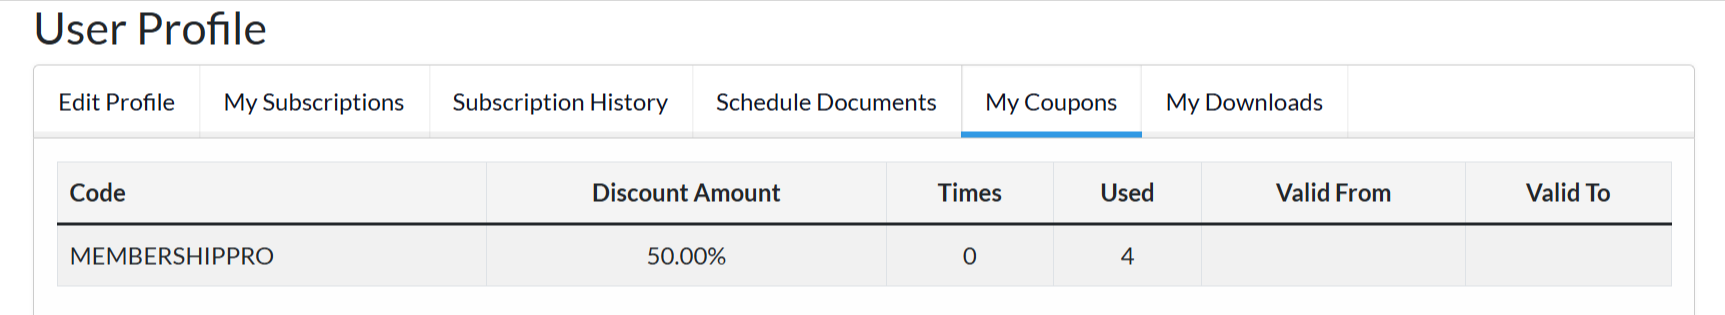 User Profile
Edit Profile My Subscriptions Subscription History Schedule Documents My Coupons My Downloads
Code Discount Amount Times Used Valid From Valid To
MEMBERSHIPPRO 50.00% 0 4